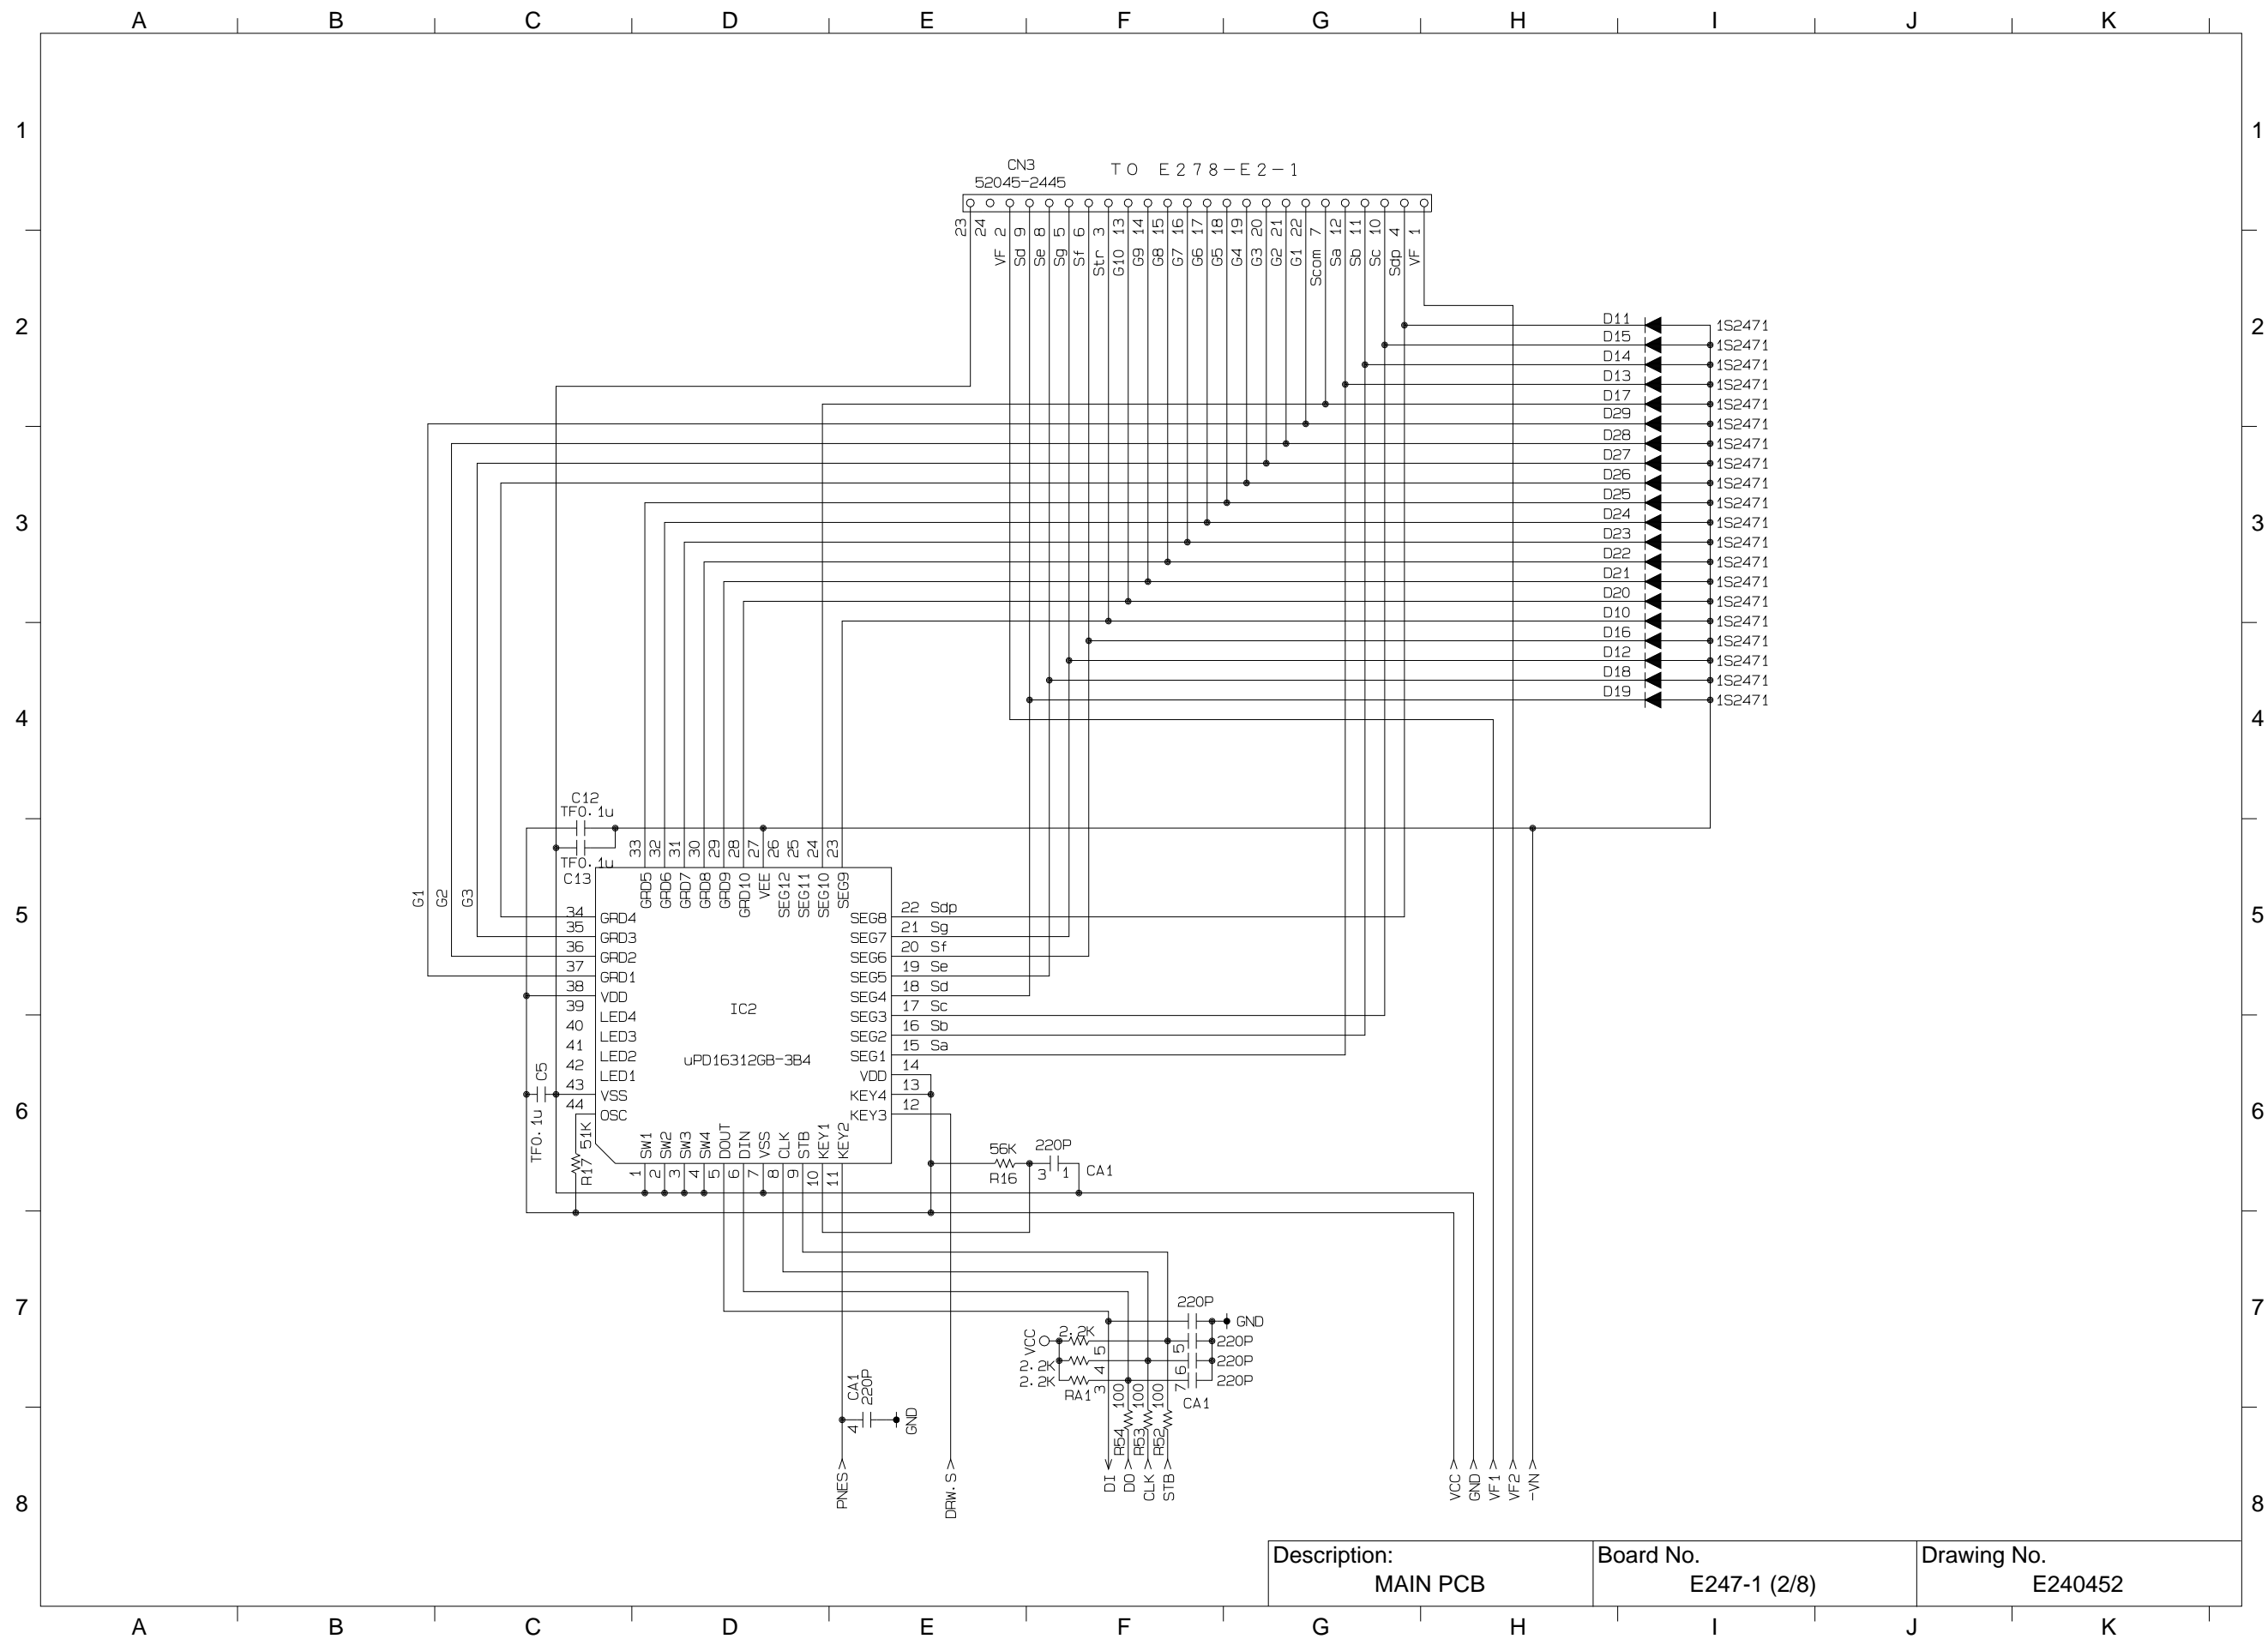 A B C D E F G H I J K
1 1
CN3 TO E278-E2-1
52045-2445
23
24
VF 2
Sd 9
Se 8
Sg 5
Sf 6
Str 3
G10 13
G9 14
G8 15
G7 16
G6 17
G5 18
G4 19
G3 20
G2 21
G1 22
Scom 7
Sa 12
Sb 11
Sc 10
Sdp 4
VF 1
2 2
D11 1S2471
D15 1S2471
D14 1S2471
D13 1S2471
D17 1S2471
D29 1S2471
D28 1S2471
D27 1S2471
D26 1S2471
D25 1S2471
3 3
D24 1S2471
D23 1S2471
D22 1S2471
D21 1S2471
D20 1S2471
D10 1S2471
D16 1S2471
D12 1S2471
D18 1S2471
D19 1S2471
4 4
C12
TF0.1u
TF0.1u
C13
33 32 31 30 29 28 27 26 25 24 23
GRD5 GRD6 GRD7 GRD8 GRD9 GRD10 VEE SEG12 SEG11 SEG10 SEG9
G1
G2
G3
5 5
34 GRD4
35 GRD3
36 GRD2
37 GRD1
38 VDD
39 LED4
40 LED3
41 LED2
42 LED1
43 VSS
44 OSC
IC2
uPD16312GB-3B4
SEG8 22 Sdp
SEG7 21 Sg
SEG6 20 Sf
SEG5 19 Se
SEG4 18 Sd
SEG3 17 Sc
SEG2 16 Sb
SEG1 15 Sa
VDD 14
KEY4 13
KEY3 12
6 6
C5
TF0.1u
51K
R17
SW1 SW2 SW3 SW4 DOUT DIN VSS CLK STB KEY1 KEY2
1 2 3 4 5 6 7 8 9 10 11
56K
R16
220P
3 1 CA1
7 7
220P
GND
VCC
2.2K 5 5 220P
2.2K 4 6 220P
2.2K 3 7 220P
RA1
CA1
CA1
220P
4
GND
100
R54
100
R53
100
R52
PNES
DRW.S
DI
DO
CLK
STB
VCC
GND
VF1
VF2
-VN
8 8
Description:
MAIN PCB
Board No.
E247-1 (2/8)
Drawing No.
E240452
A B C D E F G H I J K